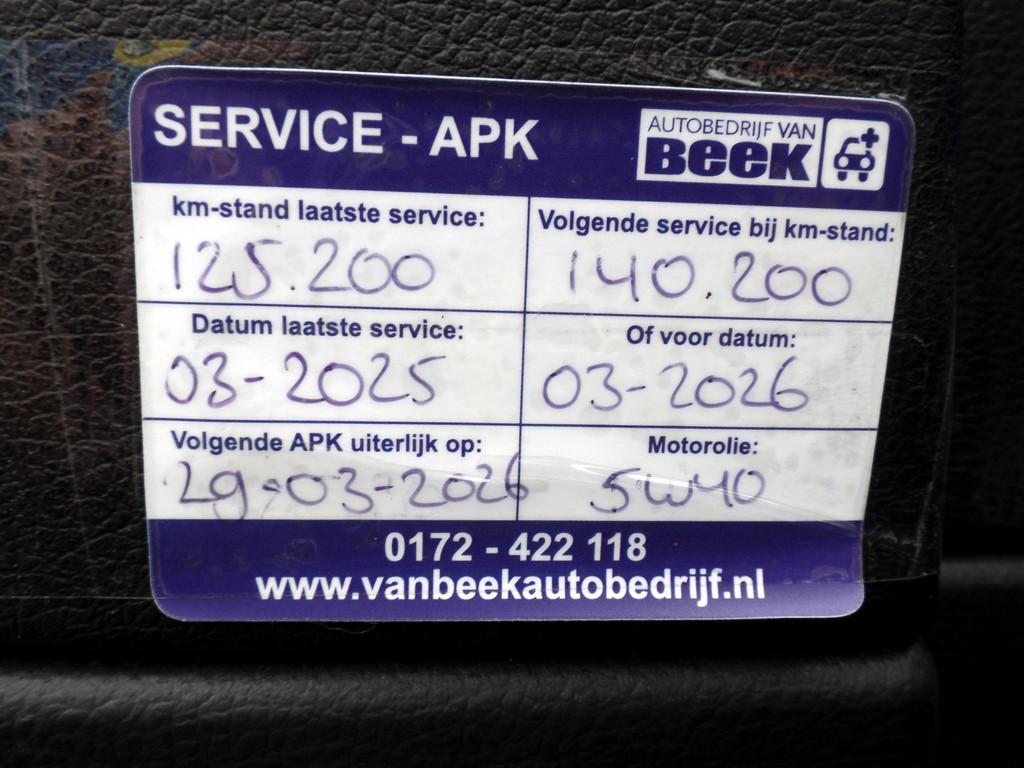 SERVICE - APK
AUTOBEDRIJF VAN
BEEK
km-stand laatste service:
125.200
Volgende service bij km-stand:
140.200
Datum laatste service:
03-2025
Of voor datum:
03-2026
Volgende APK uiterlijk op:
29-03-2026
Motorolie:
5W40
0172 - 422 118
www.vanbeekautobedrijf.nl